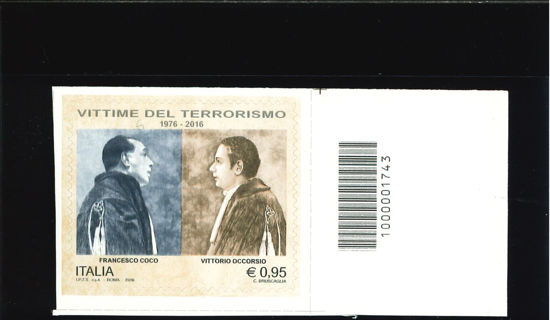 VITTIME DEL TERRORISMO
1976 - 2016
FRANCESCO COCO VITTORIO OCCORSIO
ITALIA € 0,95
I.P.Z.S. S.p.A. - ROMA - 2016 C. BRUSCAGLIA
1000001743